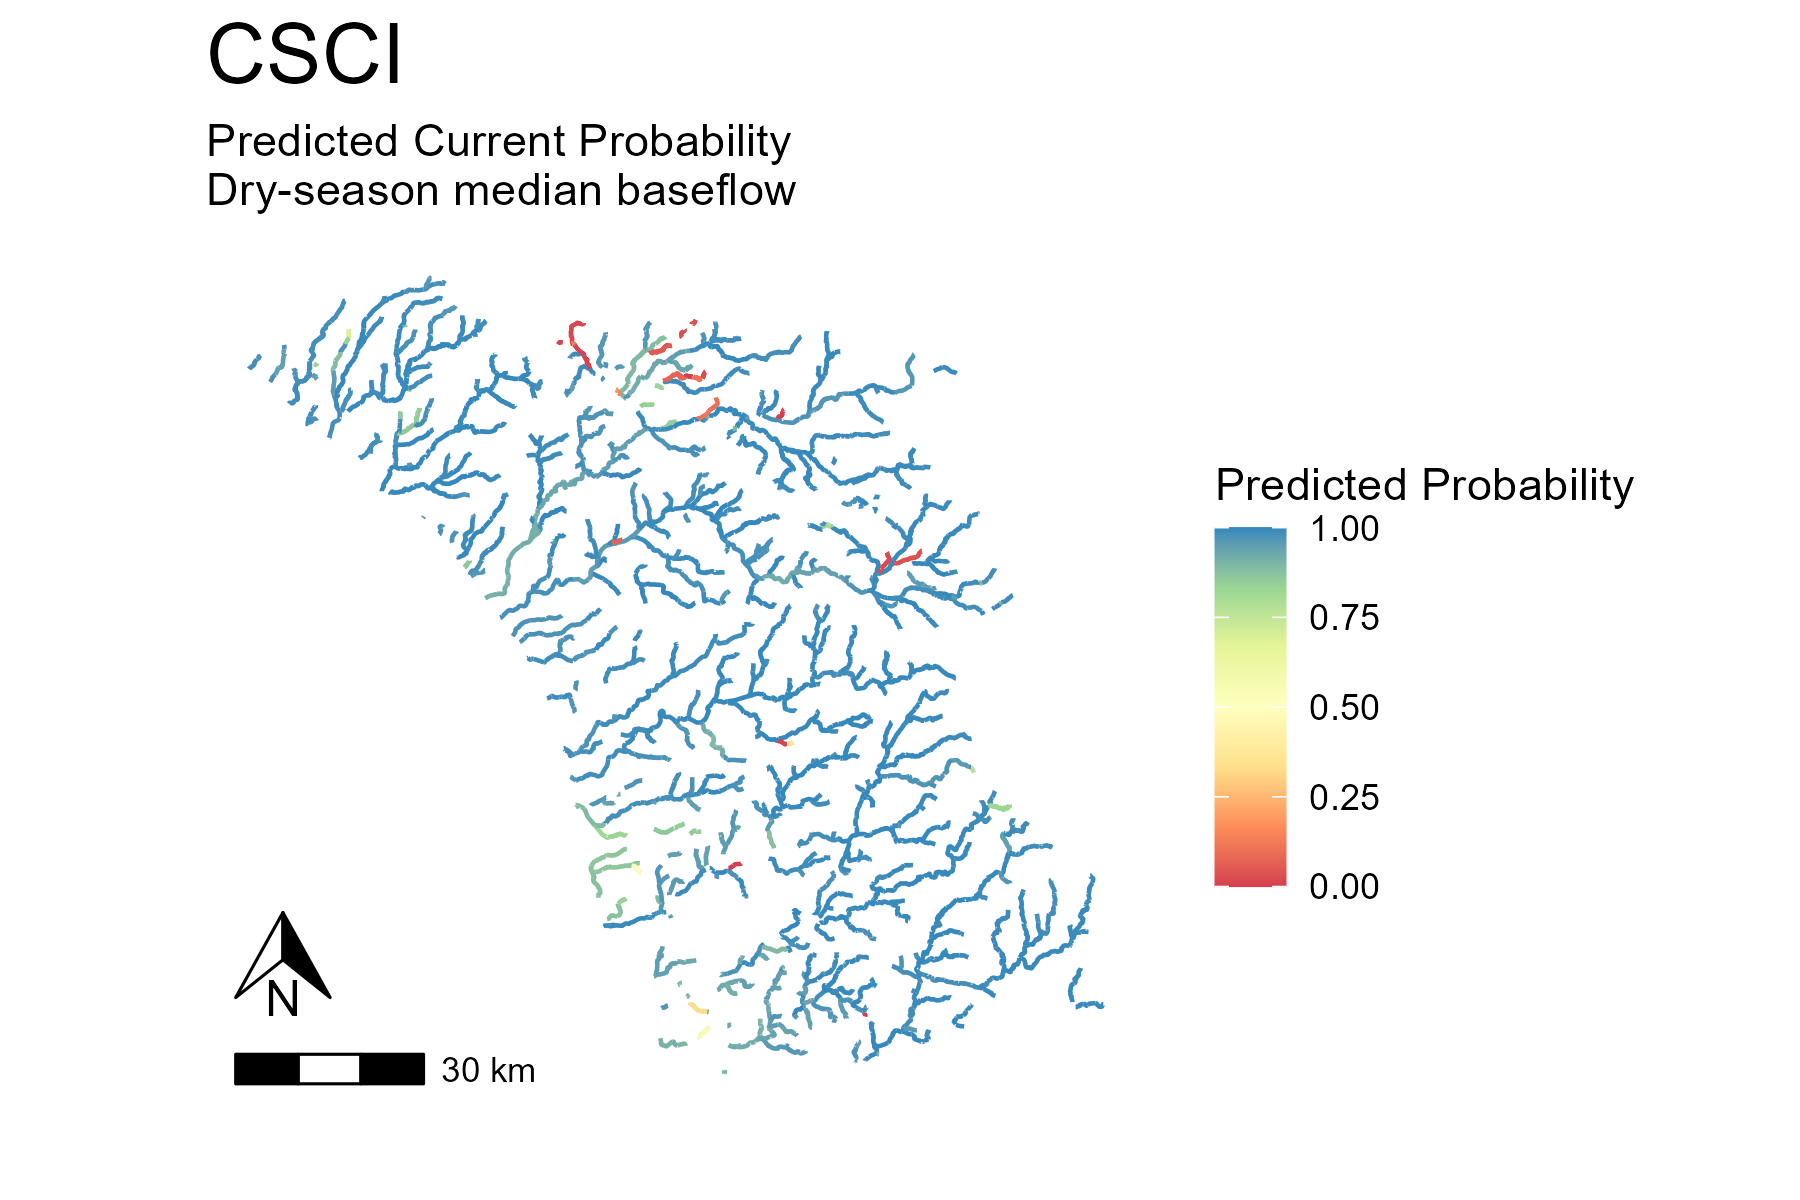 CSCI
Predicted Current Probability
Dry-season median baseflow
Predicted Probability
1.00
0.75
0.50
0.25
0.00
N
30 km